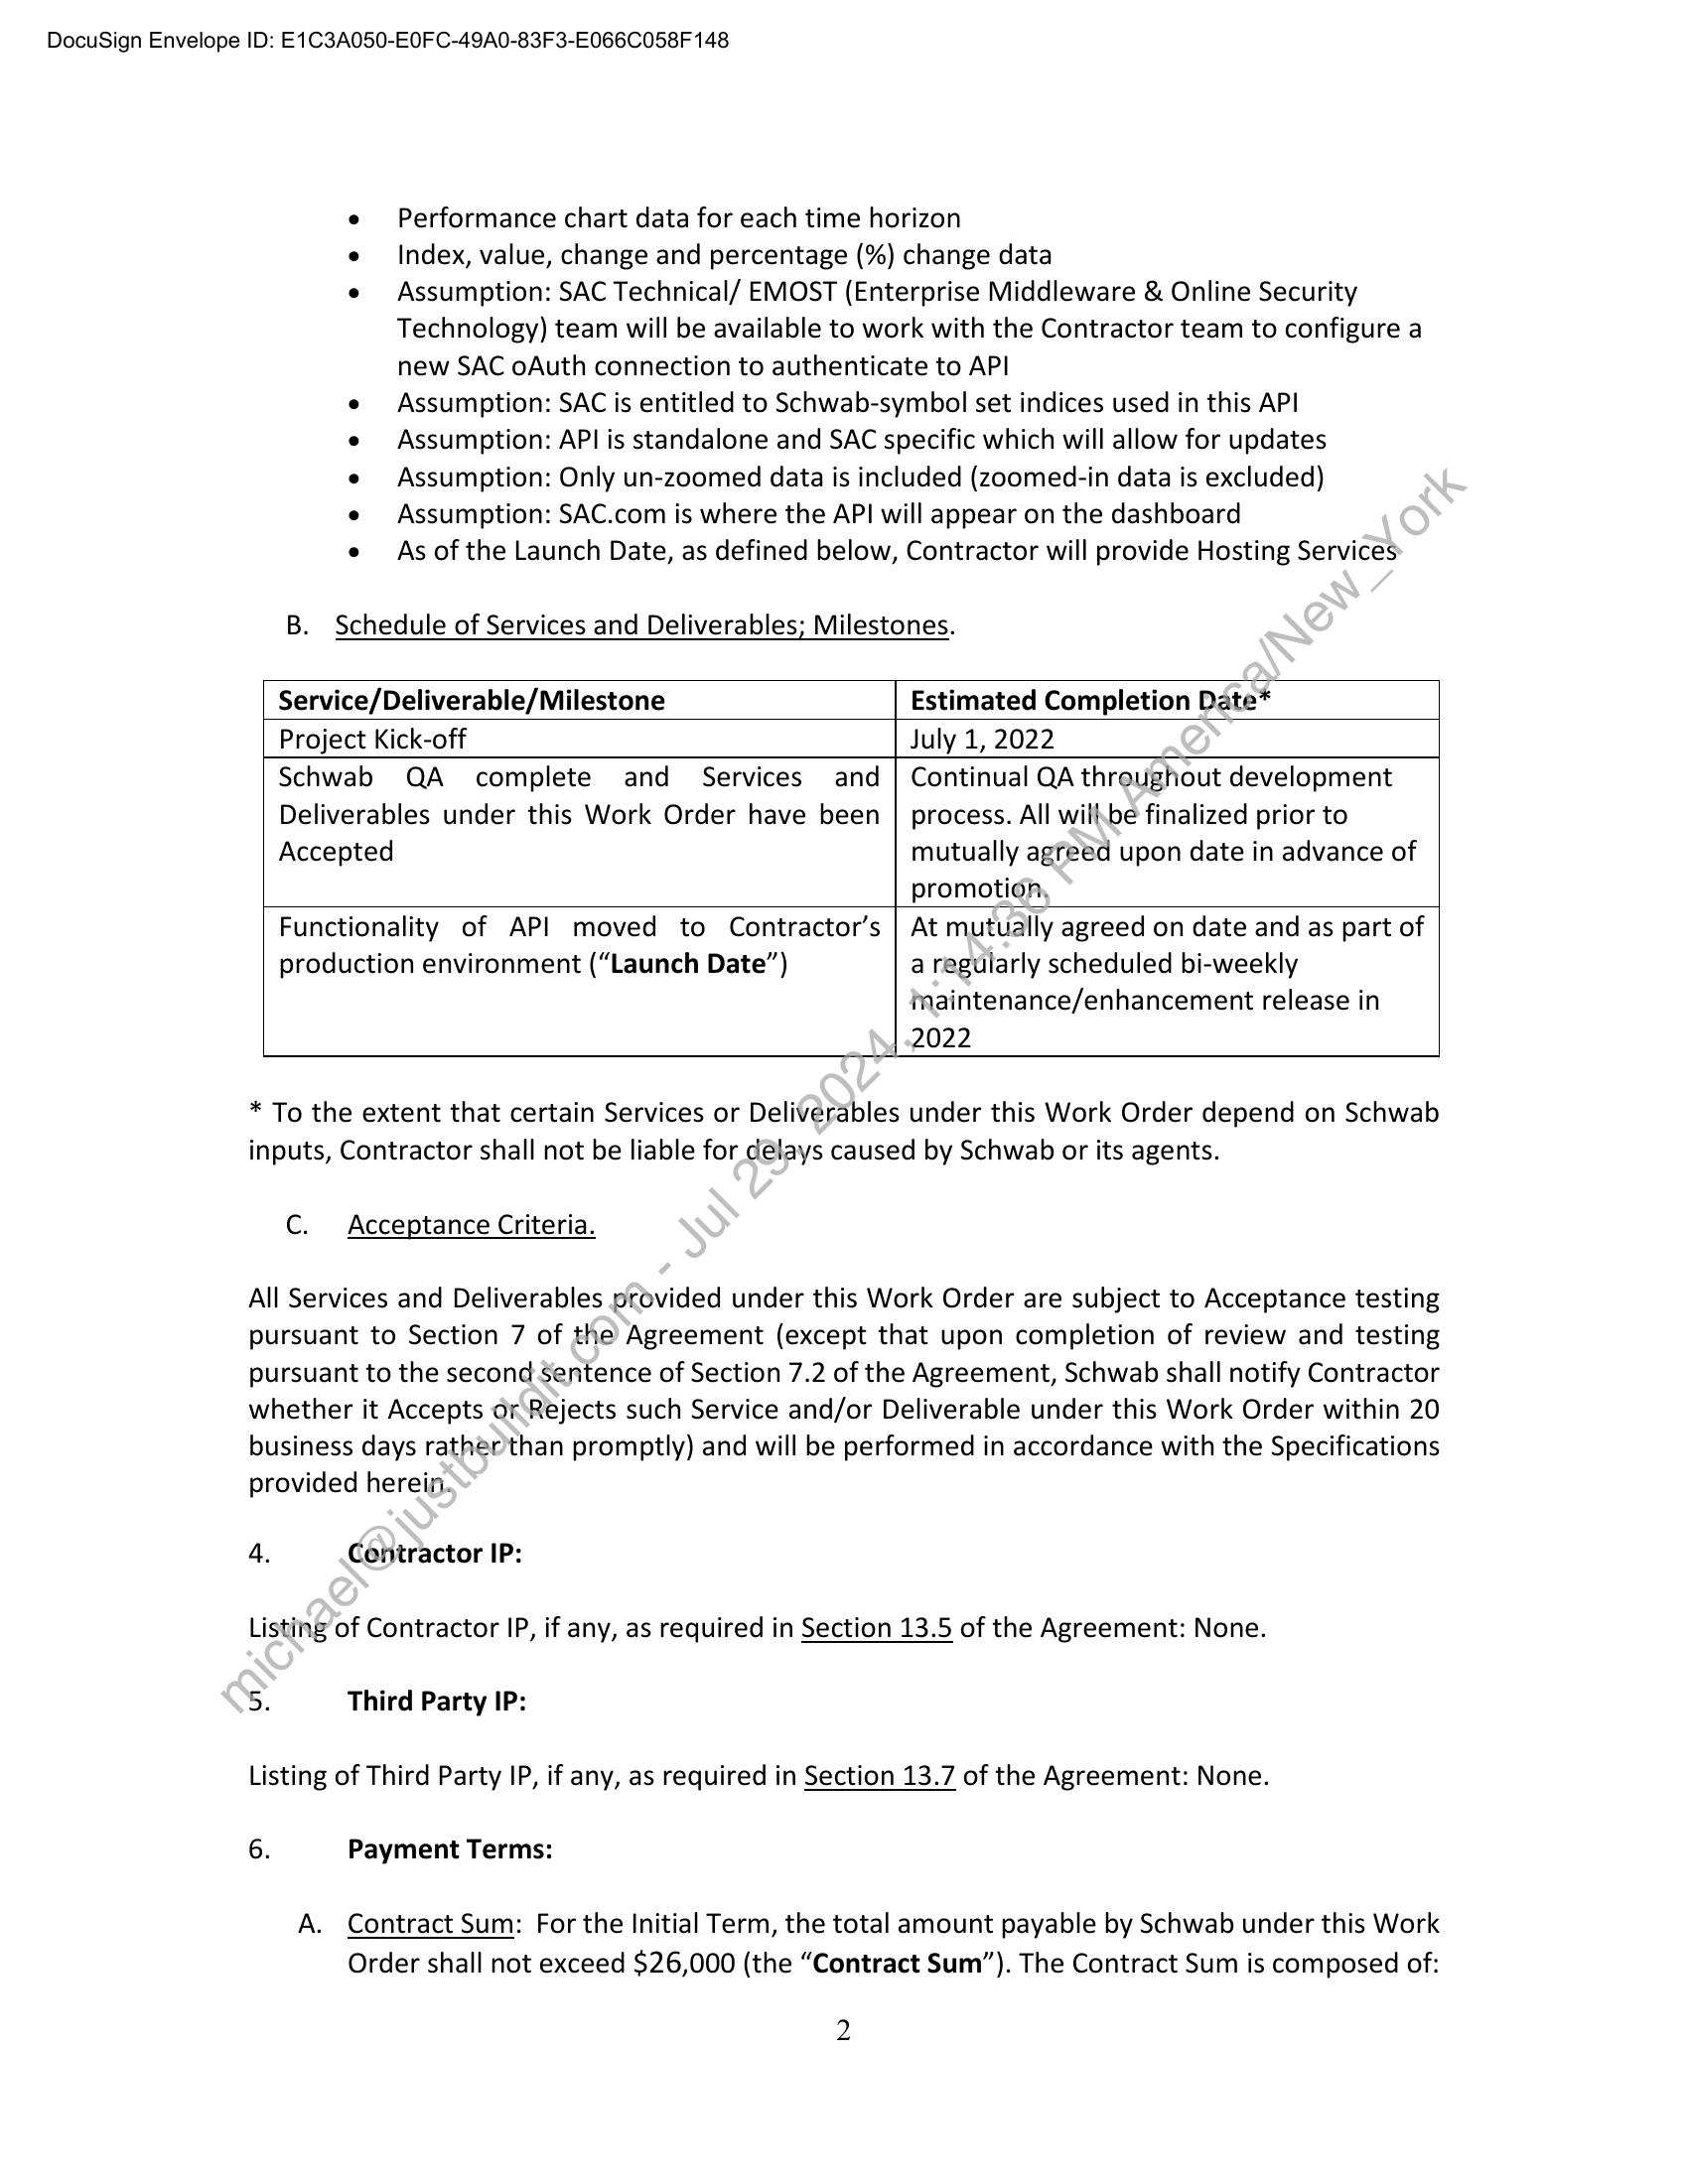 DocuSign Envelope ID: E1C3A050-E0FC-49A0-83F3-E066C058F148
• Performance chart data for each time horizon
• Index, value, change and percentage (%) change data
• Assumption: SAC Technical/ EMOST (Enterprise Middleware & Online Security
Technology) team will be available to work with the Contractor team to configure a
new SAC oAuth connection to authenticate to API
• Assumption: SAC is entitled to Schwab-symbol set indices used in this API
• Assumption: API is standalone and SAC specific which will allow for updates
• Assumption: Only un-zoomed data is included (zoomed-in data is excluded)
• Assumption: SAC.com is where the API will appear on the dashboard
• As of the Launch Date, as defined below, Contractor will provide Hosting Services
B. Schedule of Services and Deliverables; Milestones.
Service/Deliverable/Milestone
Estimated Completion Date*
Project Kick-off
July 1, 2022
Schwab QA complete and Services and
Deliverables under this Work Order have been
Accepted
Continual QA throughout development
process. All will be finalized prior to
mutually agreed upon date in advance of
promotion.
Functionality of API moved to Contractor’s
production environment (“Launch Date”)
At mutually agreed on date and as part of
a regularly scheduled bi-weekly
maintenance/enhancement release in
2022
* To the extent that certain Services or Deliverables under this Work Order depend on Schwab
inputs, Contractor shall not be liable for delays caused by Schwab or its agents.
C. Acceptance Criteria.
All Services and Deliverables provided under this Work Order are subject to Acceptance testing
pursuant to Section 7 of the Agreement (except that upon completion of review and testing
pursuant to the second sentence of Section 7.2 of the Agreement, Schwab shall notify Contractor
whether it Accepts or Rejects such Service and/or Deliverable under this Work Order within 20
business days rather than promptly) and will be performed in accordance with the Specifications
provided herein.
4. Contractor IP:
Listing of Contractor IP, if any, as required in Section 13.5 of the Agreement: None.
5. Third Party IP:
Listing of Third Party IP, if any, as required in Section 13.7 of the Agreement: None.
6. Payment Terms:
A. Contract Sum: For the Initial Term, the total amount payable by Schwab under this Work
Order shall not exceed $26,000 (the “Contract Sum”). The Contract Sum is composed of:
2
michael@justbuildit.com - Jul 29, 2024, 1:14:36 PM America/New_York